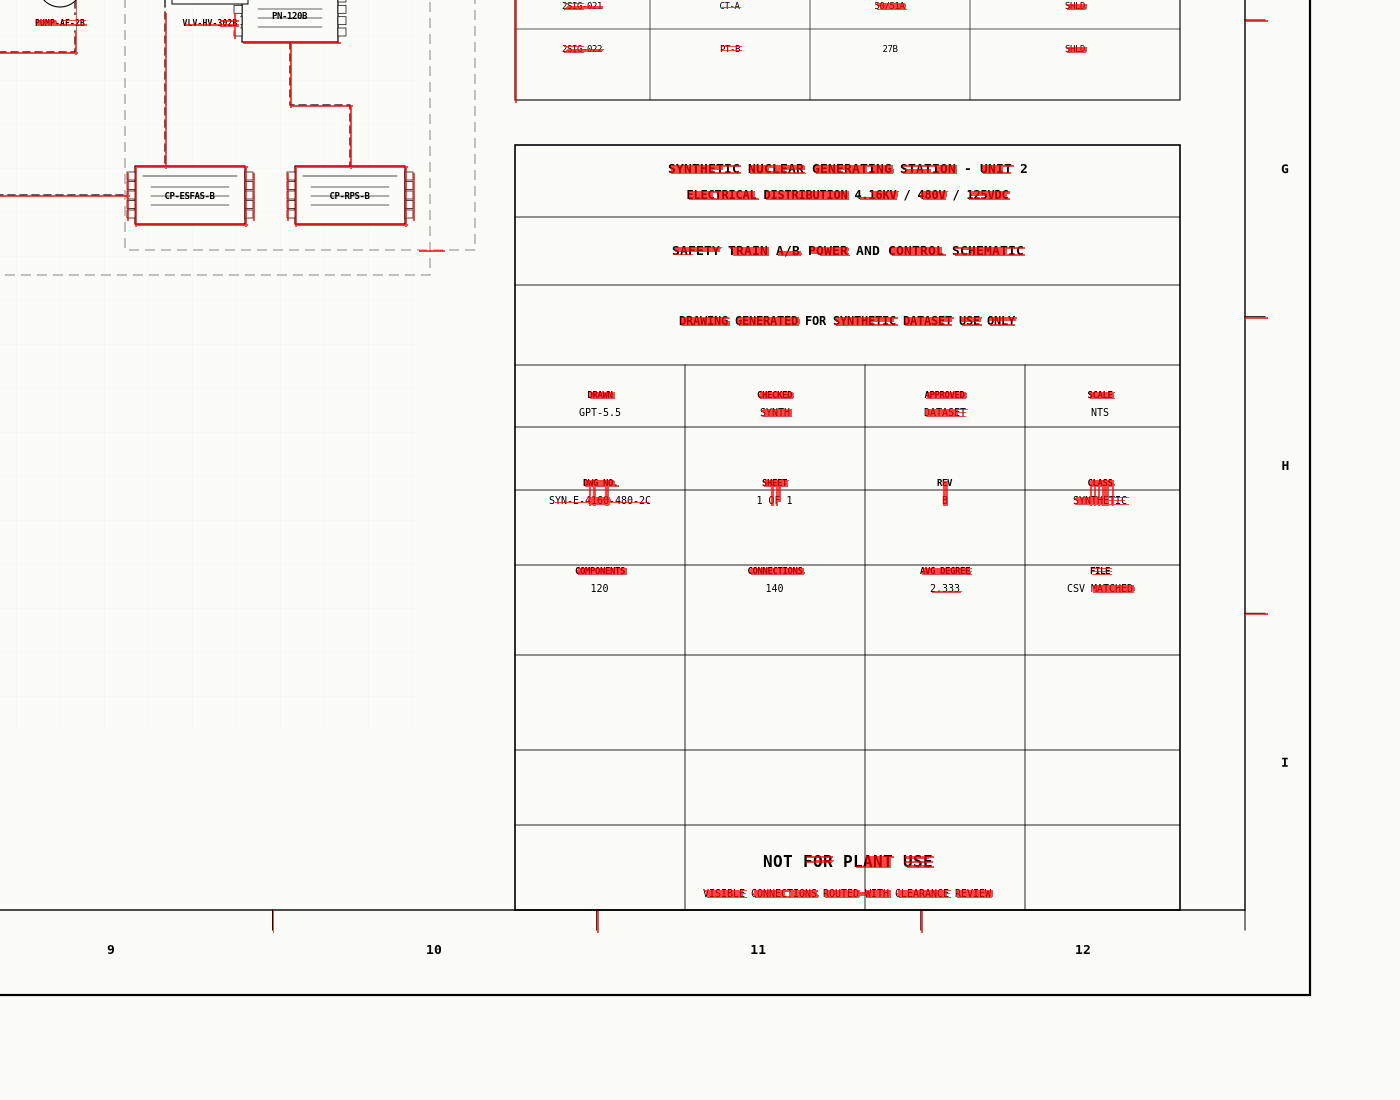 2SIG-021 CT-A 50/51A SHLD
PUMP-AF-2B VLV-HV-302B PN-120B
2SIG-022 PT-B 27B SHLD
SYNTHETIC NUCLEAR GENERATING STATION - UNIT 2
G
ELECTRICAL DISTRIBUTION 4.16KV / 480V / 125VDC
CP-ESFAS-B CP-RPS-B
SAFETY TRAIN A/B POWER AND CONTROL SCHEMATIC
DRAWING GENERATED FOR SYNTHETIC DATASET USE ONLY
DRAWN CHECKED APPROVED SCALE
GPT-5.5 SYNTH DATASET NTS
H
DWG NO. SHEET REV CLASS
SYN-E-4160-480-2C 1 OF 1 SYNTHETIC
COMPONENTS CONNECTIONS AVG DEGREE FILE
120 140 2.333 CSV MATCHED
I
NOT FOR PLANT USE
VISIBLE CONNECTIONS ROUTED WITH CLEARANCE REVIEW
9 10 11 12